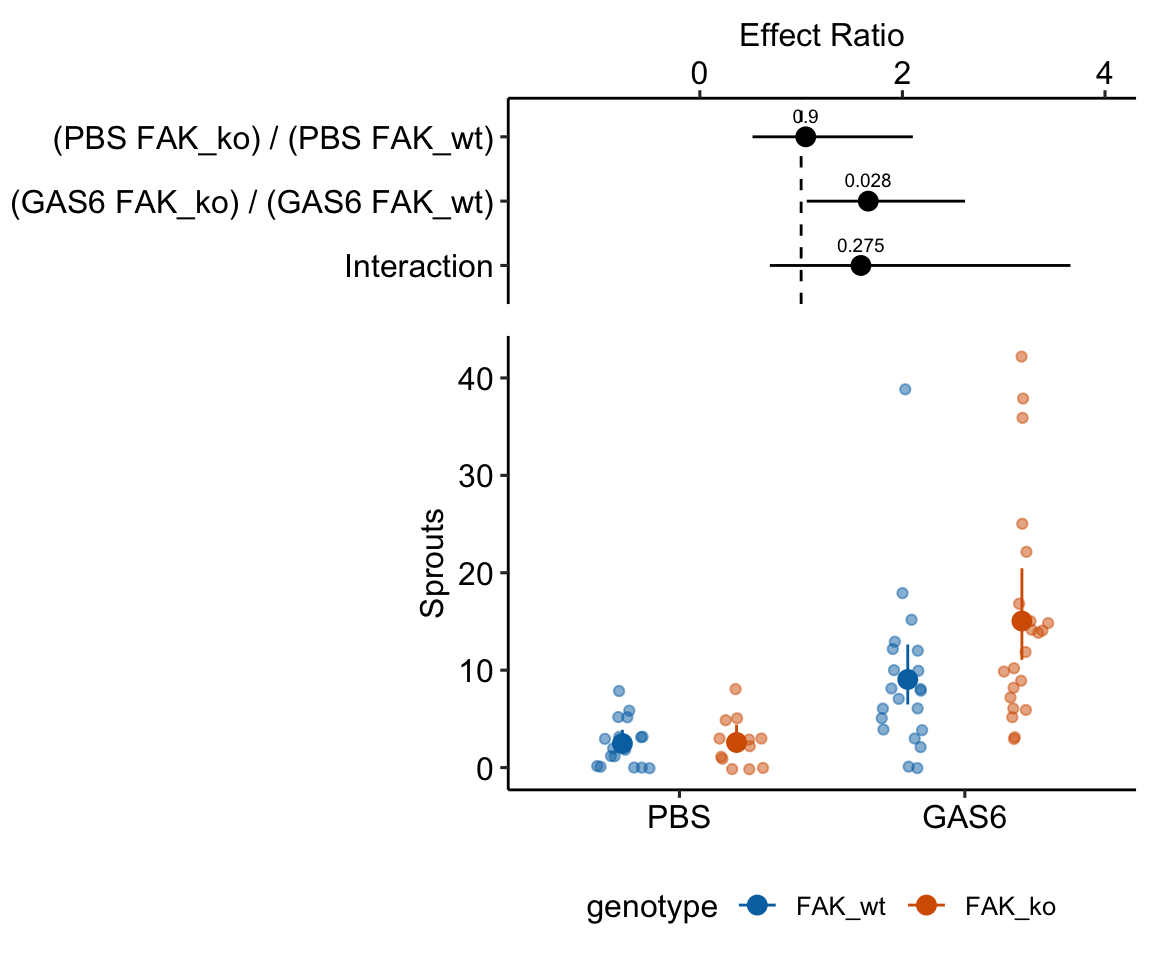 Effect Ratio
0 2 4
(PBS FAK_ko) / (PBS FAK_wt)
0.9
(GAS6 FAK_ko) / (GAS6 FAK_wt)
0.028
Interaction
0.275
Sprouts
40
30
20
10
0
PBS GAS6
genotype FAK_wt FAK_ko